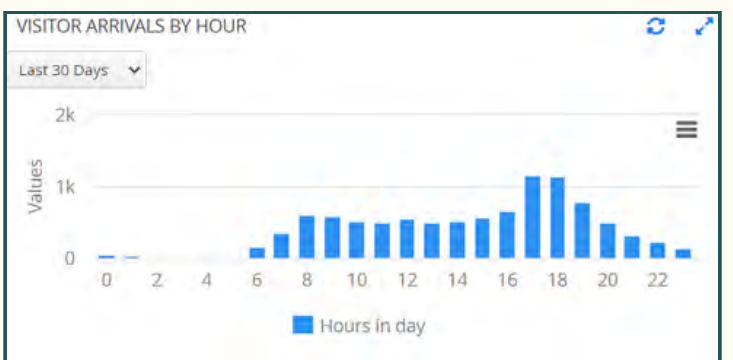 VISITOR ARRIVALS BY HOUR
Last 30 Days
2k
1k
0
Values
0 2 4 6 8 10 12 14 16 18 20 22
Hours in day